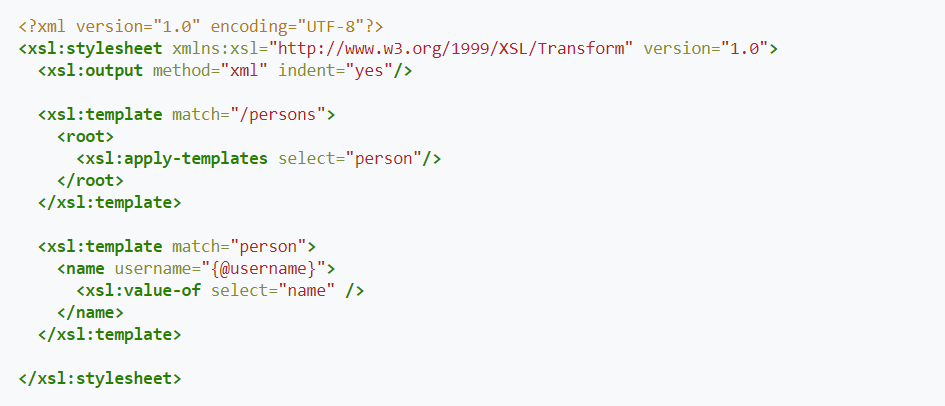 <?xml version="1.0" encoding="UTF-8"?>
<xsl:stylesheet xmlns:xsl="http://www.w3.org/1999/XSL/Transform" version="1.0">
  <xsl:output method="xml" indent="yes"/>

  <xsl:template match="/persons">
    <root>
      <xsl:apply-templates select="person"/>
    </root>
  </xsl:template>

  <xsl:template match="person">
    <name username="{@username}">
      <xsl:value-of select="name" />
    </name>
  </xsl:template>

</xsl:stylesheet>